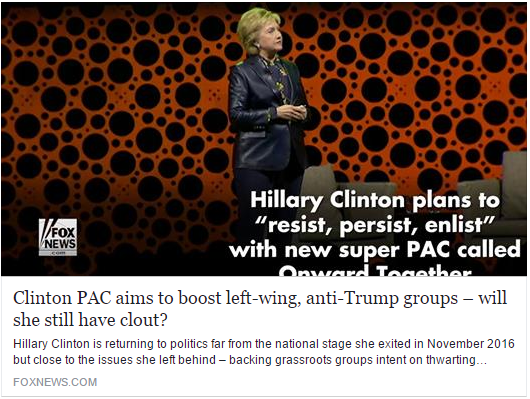 Hillary Clinton plans to
“resist, persist, enlist”
with new super PAC called
Onward Together
FOX
NEWS
.com
Clinton PAC aims to boost left-wing, anti-Trump groups – will
she still have clout?
Hillary Clinton is returning to politics far from the national stage she exited in November 2016
but close to the issues she left behind – backing grassroots groups intent on thwarting…
FOXNEWS.COM